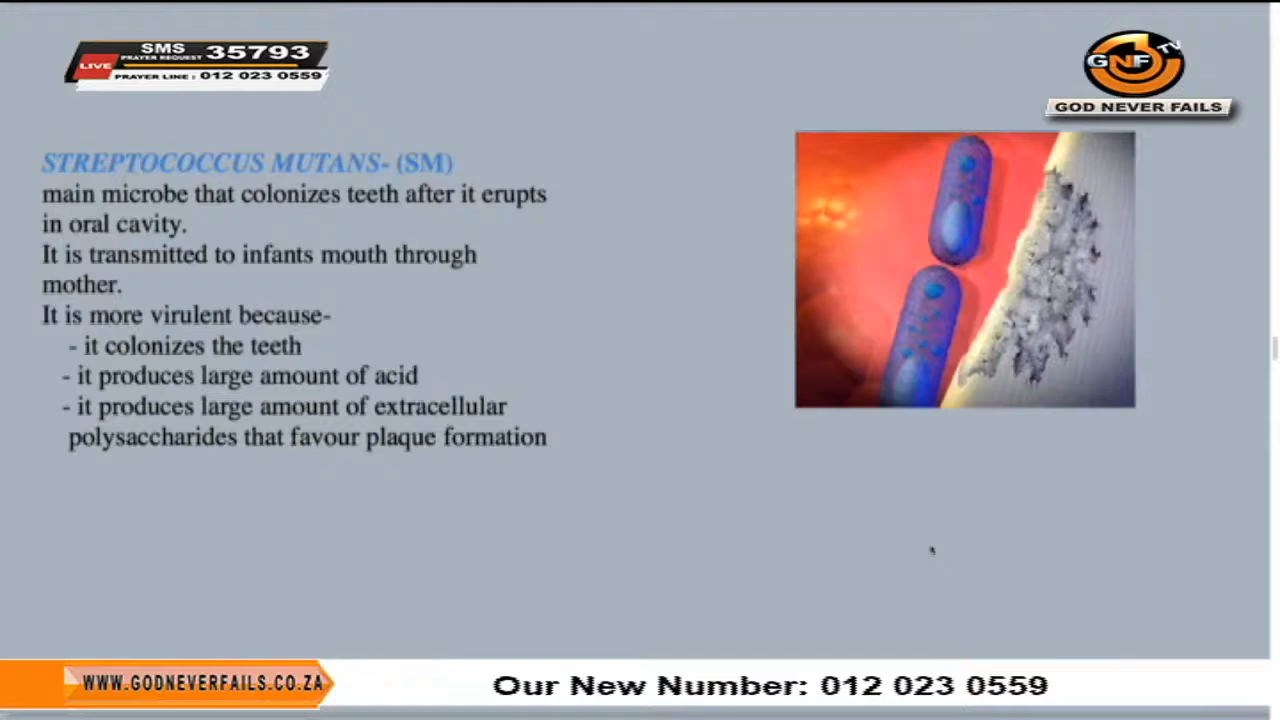 SMS
PRAYER REQUEST
35793
LIVE
PRAYER LINE : 012 023 0559
GNF TV
GOD NEVER FAILS
STREPTOCOCCUS MUTANS- (SM)
main microbe that colonizes teeth after it erupts
in oral cavity.
It is transmitted to infants mouth through
mother.
It is more virulent because-
- it colonizes the teeth
- it produces large amount of acid
- it produces large amount of extracellular
polysaccharides that favour plaque formation
WWW.GODNEVERFAILS.CO.ZA
Our New Number: 012 023 0559